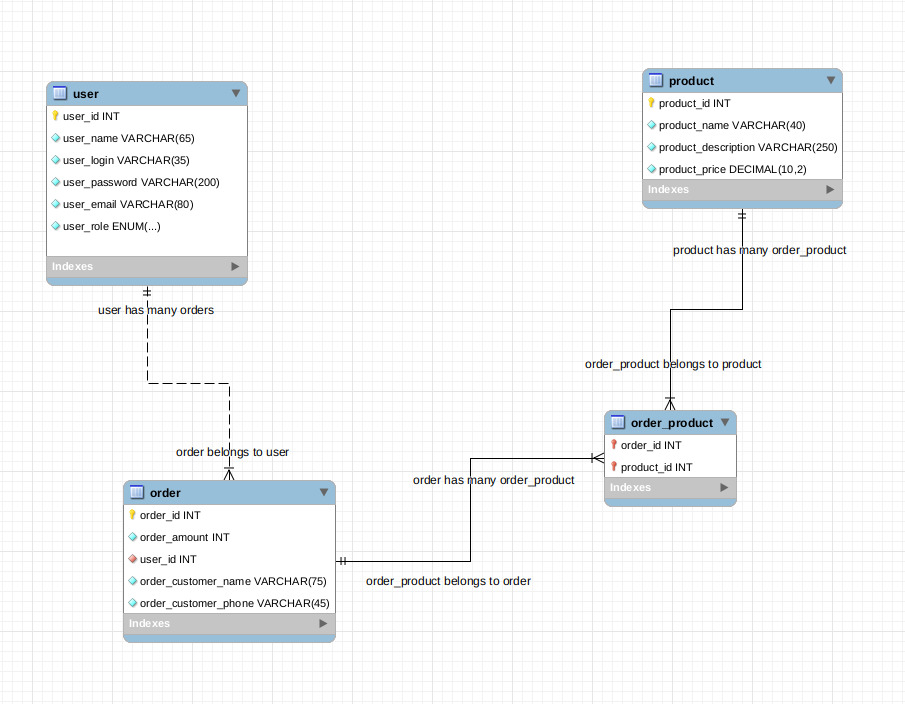 user
user_id INT
user_name VARCHAR(65)
user_login VARCHAR(35)
user_password VARCHAR(200)
user_email VARCHAR(80)
user_role ENUM(...)
Indexes
user has many orders
product
product_id INT
product_name VARCHAR(40)
product_description VARCHAR(250)
product_price DECIMAL(10,2)
Indexes
product has many order_product
order_product belongs to product
order_product
order_id INT
product_id INT
Indexes
order belongs to user
order
order_id INT
order_amount INT
user_id INT
order_customer_name VARCHAR(75)
order_customer_phone VARCHAR(45)
Indexes
order has many order_product
order_product belongs to order